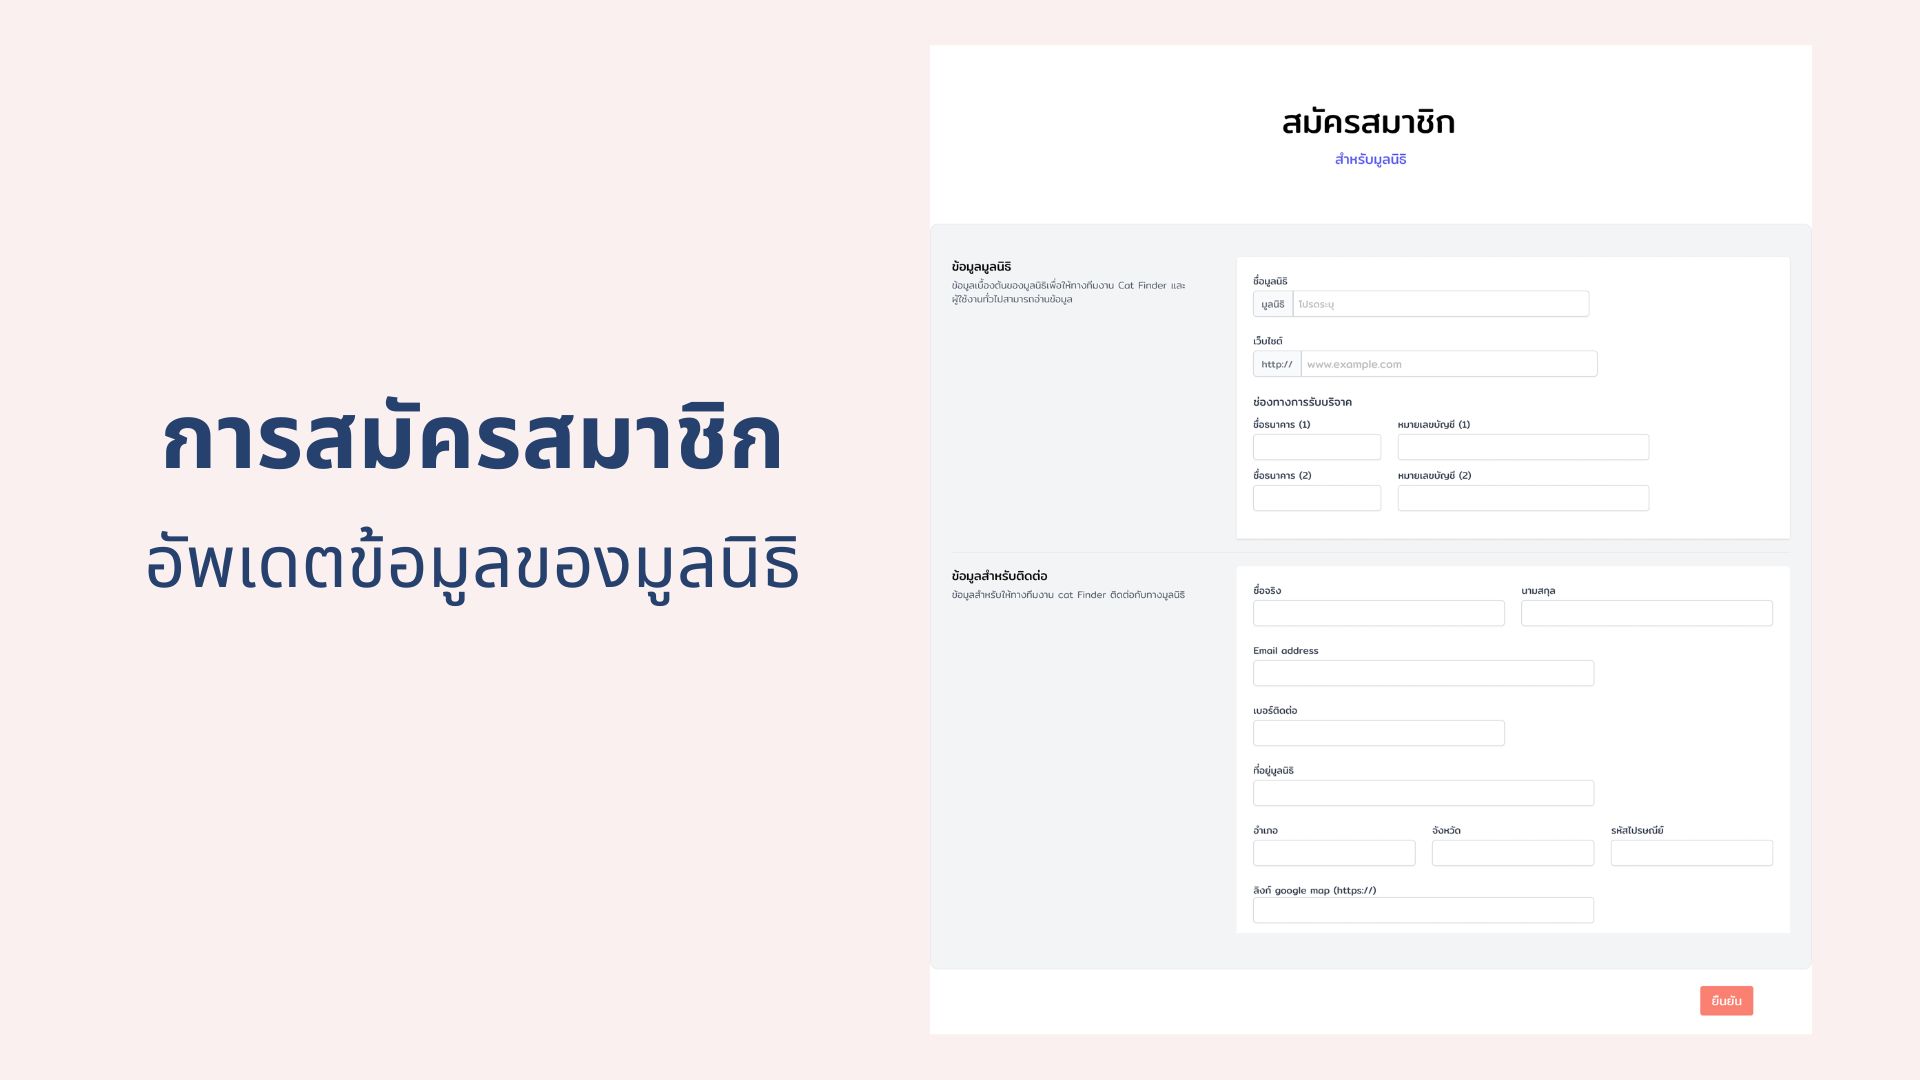 การสมัครสมาชิก
อัพเดตข้อมูลของมูลนิธิ
สมัครสมาชิก
สำหรับมูลนิธิ
ข้อมูลมูลนิธิ
ข้อมูลเบื้องต้นของมูลนิธิเพื่อให้ทางทีมงาน Cat Finder และ
ผู้ใช้งานทั่วไปสามารถอ่านข้อมูล
ชื่อมูลนิธิ
มูลนิธิ โปรดระบุ
เว็บไซต์
http:// www.example.com
ช่องทางการรับบริจาค
ชื่อธนาคาร (1) หมายเลขบัญชี (1)
ชื่อธนาคาร (2) หมายเลขบัญชี (2)
ข้อมูลสำหรับติดต่อ
ข้อมูลสำหรับให้ทางทีมงาน cat Finder ติดต่อกับทางมูลนิธิ
ชื่อจริง นามสกุล
Email address
เบอร์ติดต่อ
ที่อยู่มูลนิธิ
อำเภอ จังหวัด รหัสไปรษณีย์
ลิงก์ google map (https://)
ยืนยัน